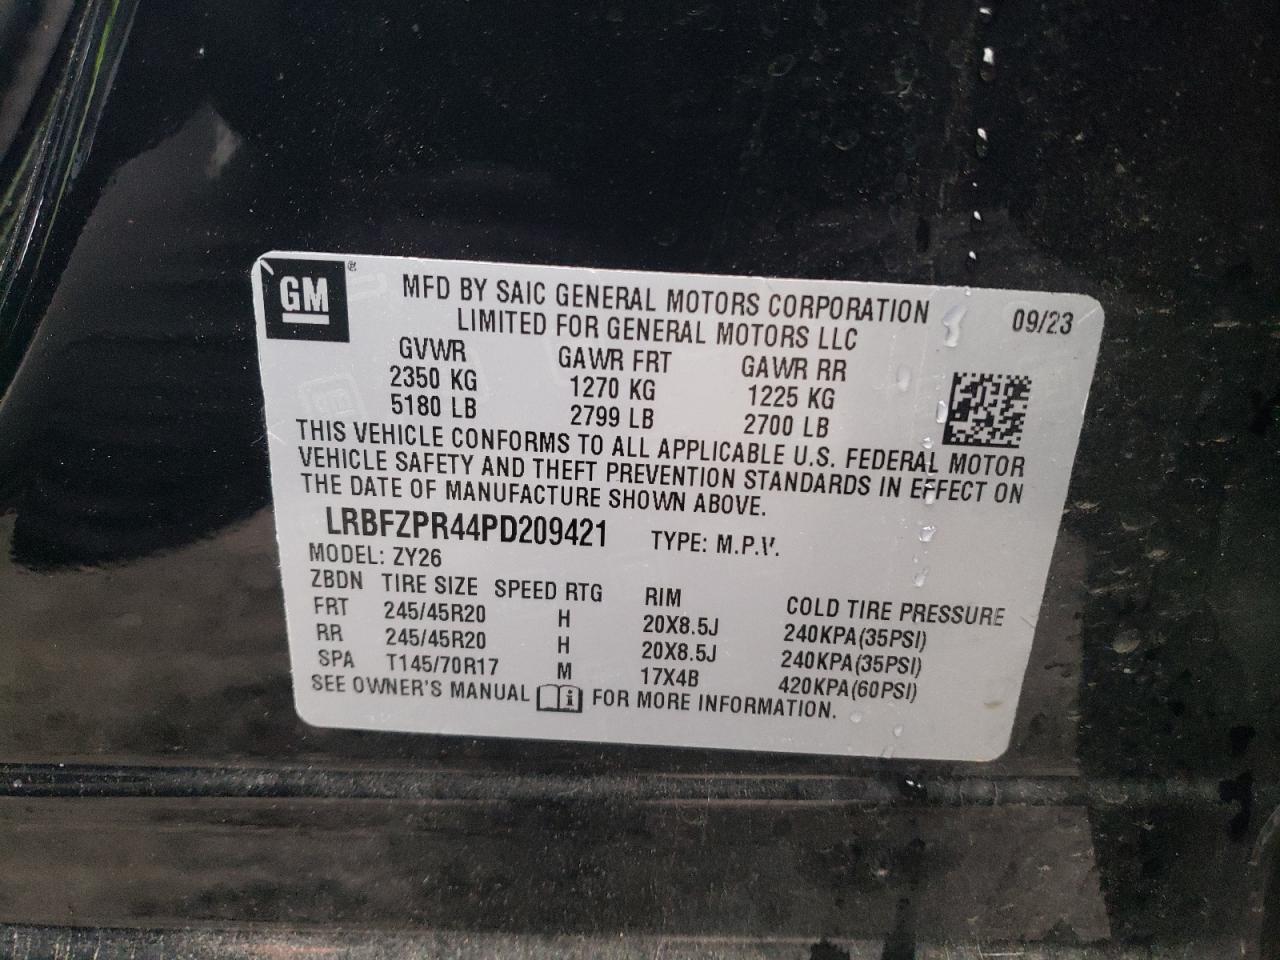 GM ®
MFD BY SAIC GENERAL MOTORS CORPORATION
LIMITED FOR GENERAL MOTORS LLC
09/23
GVWR GAWR FRT GAWR RR
2350 KG 1270 KG 1225 KG
5180 LB 2799 LB 2700 LB
THIS VEHICLE CONFORMS TO ALL APPLICABLE U.S. FEDERAL MOTOR
VEHICLE SAFETY AND THEFT PREVENTION STANDARDS IN EFFECT ON
THE DATE OF MANUFACTURE SHOWN ABOVE.
LRBFZPR44PD209421 TYPE: M.P.V.
MODEL: ZY26
ZBDN TIRE SIZE SPEED RTG RIM COLD TIRE PRESSURE
FRT 245/45R20 H 20X8.5J 240KPA(35PSI)
RR 245/45R20 H 20X8.5J 240KPA(35PSI)
SPA T145/70R17 M 17X4B 420KPA(60PSI)
SEE OWNER'S MANUAL i FOR MORE INFORMATION.